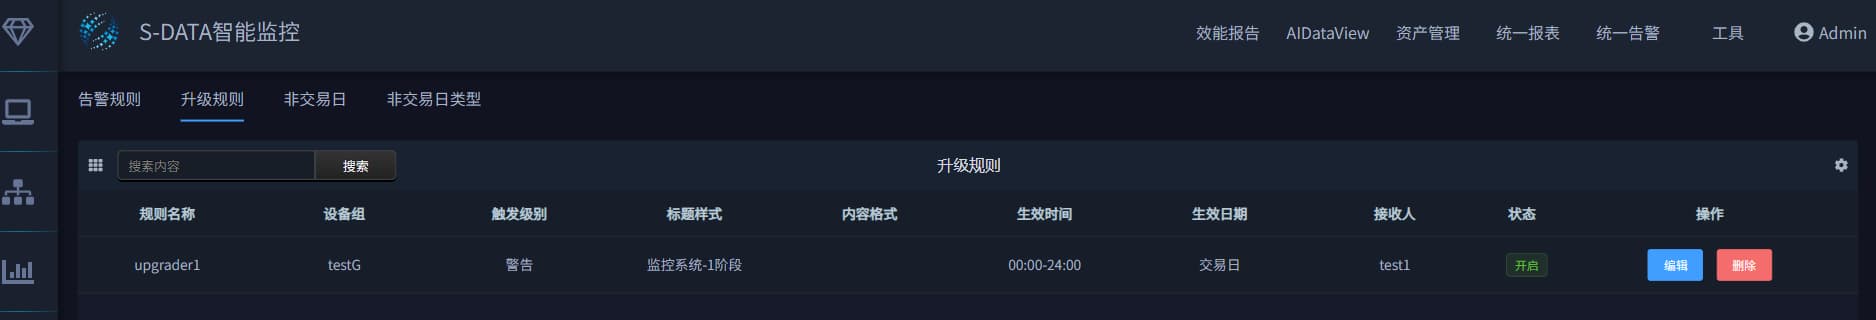 S-DATA智能监控 效能报告 AIDataView 资产管理 统一报表 统一告警 工具 Admin
告警规则 升级规则 非交易日 非交易日类型
搜素内容 搜索 升级规则
规则名称 设备组 触发级别 标题样式 内容格式 生效时间 生效日期 接收人 状态 操作
upgrader1 testG 警告 监控系统-1阶段 00:00-24:00 交易日 test1 开启 编辑 删除